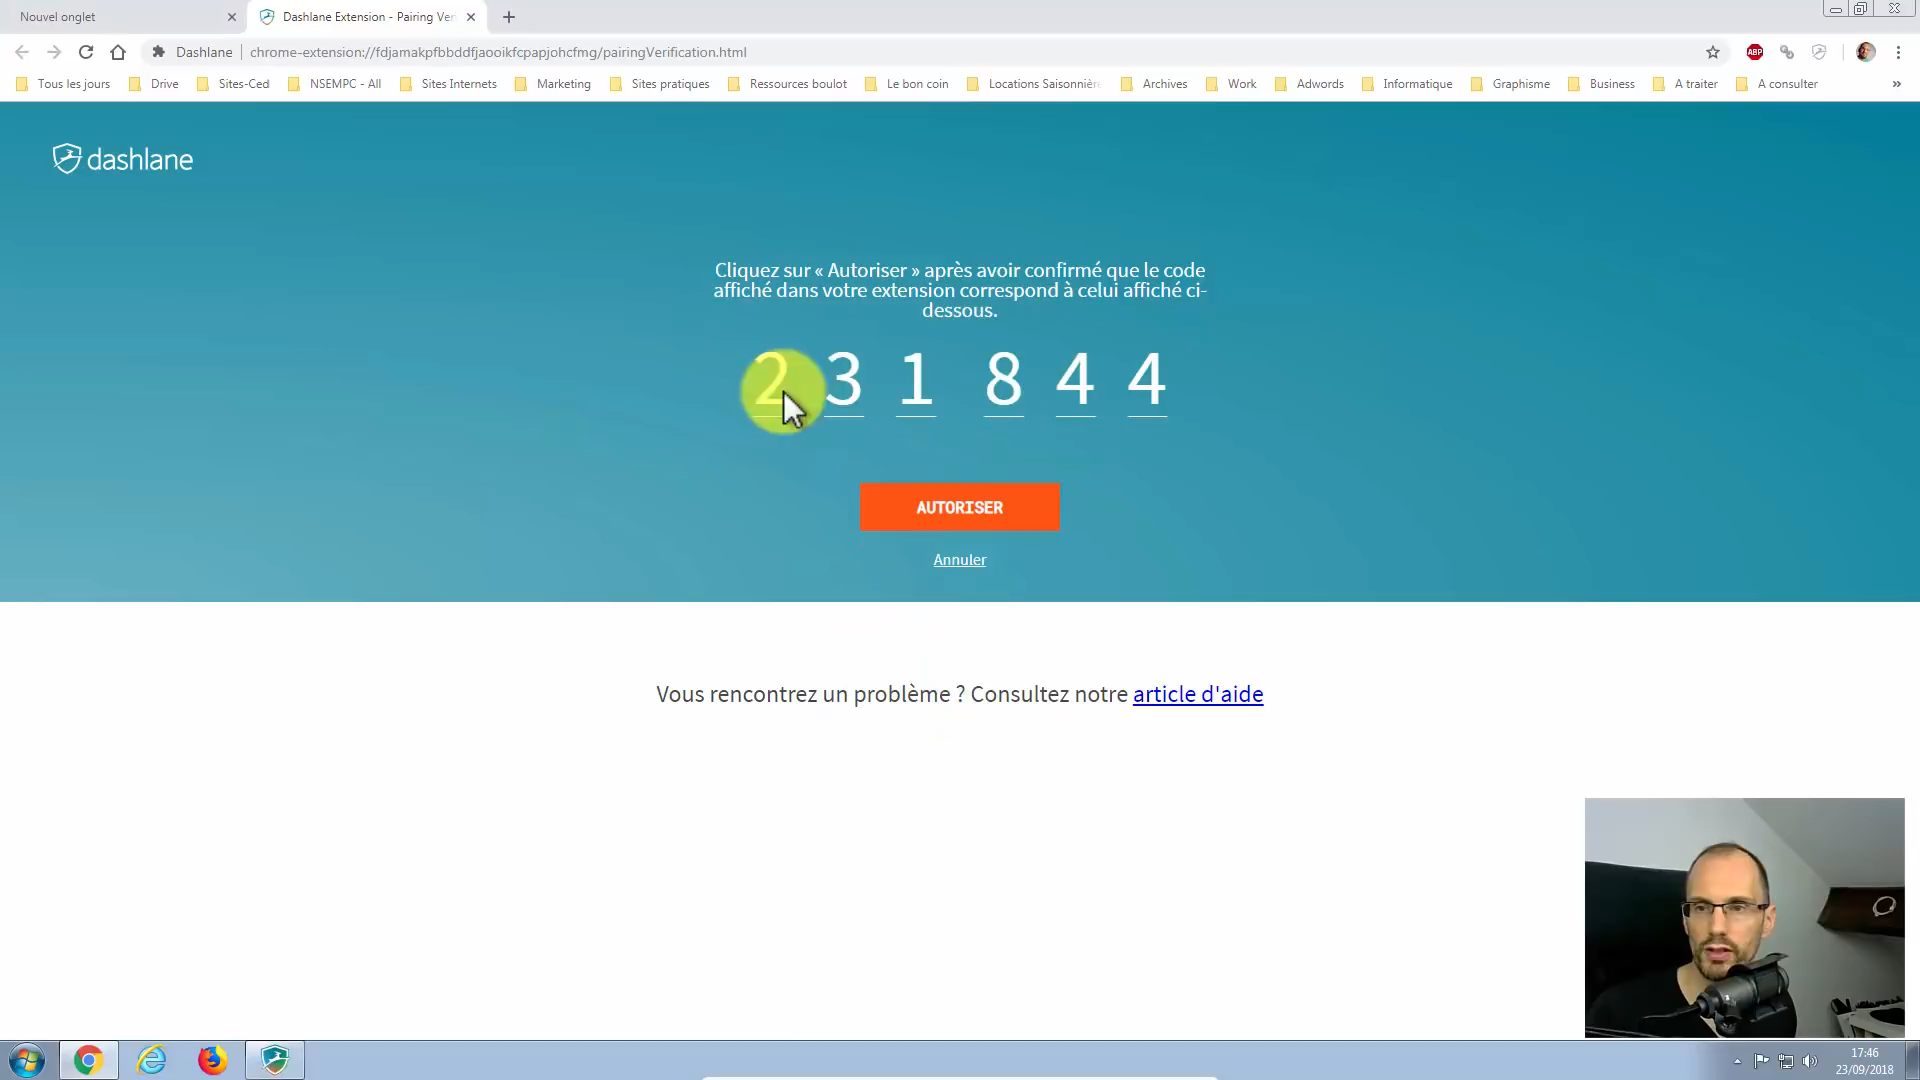 Nouvel onglet
Dashlane Extension - Pairing Ver
Dashlane
chrome-extension://fdjamakpfbbddfjaooikfcpapjohcfmg/pairingVerification.html
ABP
Tous les jours
Drive
Sites-Ced
NSEMPC - All
Sites Internets
Marketing
Sites pratiques
Ressources boulot
Le bon coin
Locations Saisonnière
Archives
Work
Adwords
Informatique
Graphisme
Business
A traiter
A consulter
dashlane
Cliquez sur « Autoriser » après avoir confirmé que le code
affiché dans votre extension correspond à celui affiché ci-
dessous.
2 3 1 8 4 4
AUTORISER
Annuler
Vous rencontrez un problème ? Consultez notre article d'aide
17:46
23/09/2018